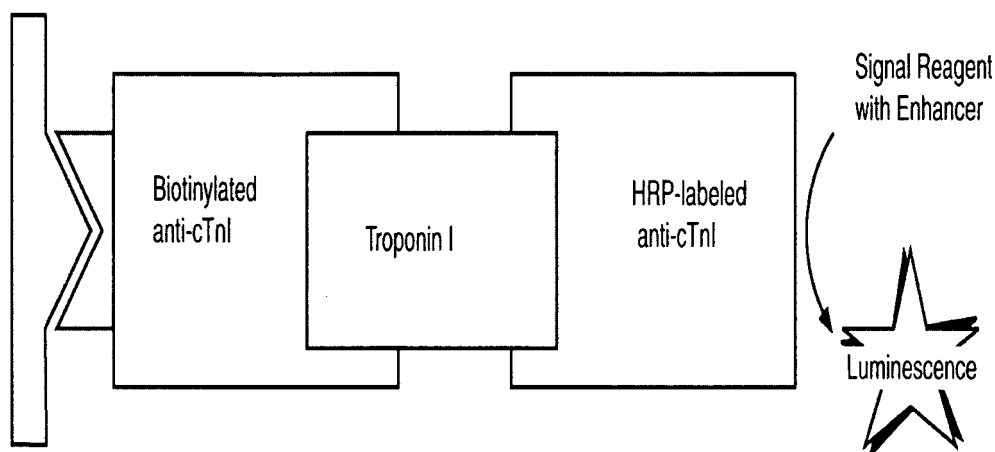 Signal Reagent
with Enhancer
Biotinylated
anti-cTnI
Troponin I
HRP-labeled
anti-cTnI
Luminescence